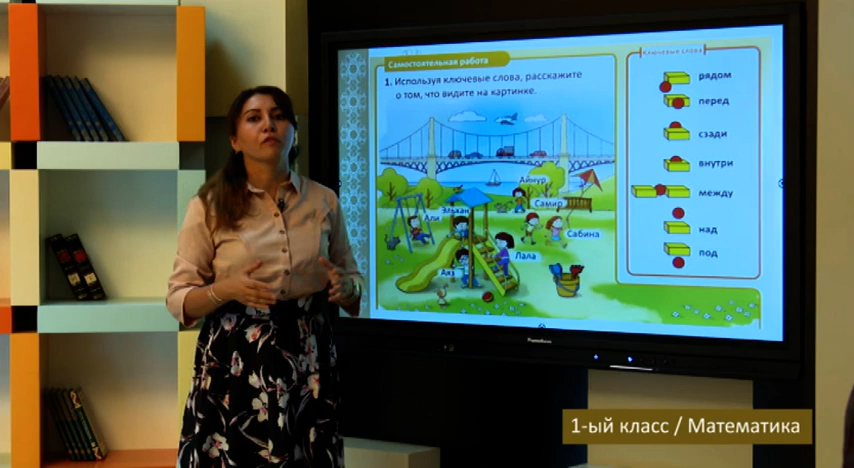 Самостоятельная работа
1. Используя ключевые слова, расскажите
о том, что видите на картинке.
Ключевые слова
рядом
перед
сзади
внутри
между
над
под
Айнур
Эльхан
Самир
Али
Сабина
Лала
Аяз
Promethean
1-ый класс / Математика